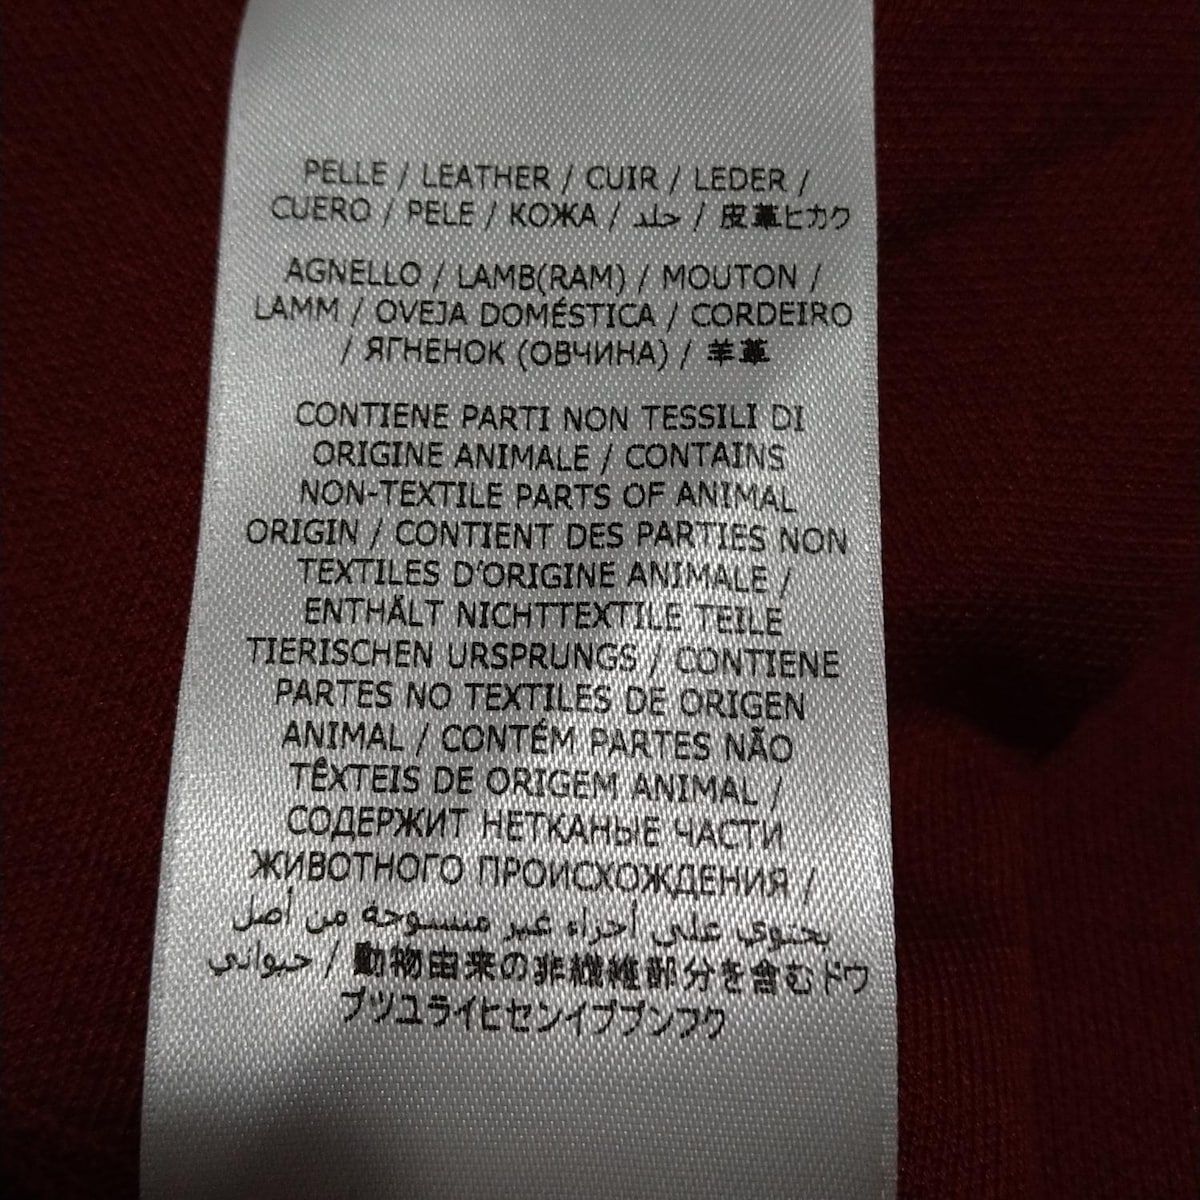 PELLE / LEATHER / CUIR / LEDER /
CUERO / PELE / КОЖА / جلد / 皮革ヒカク
AGNELLO / LAMB(RAM) / MOUTON /
LAMM / OVEJA DOMÉSTICA / CORDEIRO
/ ЯГНЕНОК (ОВЧИНА) / 羊革
CONTIENE PARTI NON TESSILI DI
ORIGINE ANIMALE / CONTAINS
NON-TEXTILE PARTS OF ANIMAL
ORIGIN / CONTIENT DES PARTIES NON
TEXTILES D'ORIGINE ANIMALE /
ENTHÄLT NICHTTEXTILE TEILE
TIERISCHEN URSPRUNGS / CONTIENE
PARTES NO TEXTILES DE ORIGEN
ANIMAL / CONTÉM PARTES NÃO
TÊXTEIS DE ORIGEM ANIMAL /
СОДЕРЖИТ НЕТКАНЫЕ ЧАСТИ
ЖИВОТНОГО ПРОИСХОЖДЕНИЯ /
يحتوي على أجزاء غير منسوجة من أصل
حيواني / 動物由来の非繊維部分を含むドウ
ブツユライヒセンイブブンフク